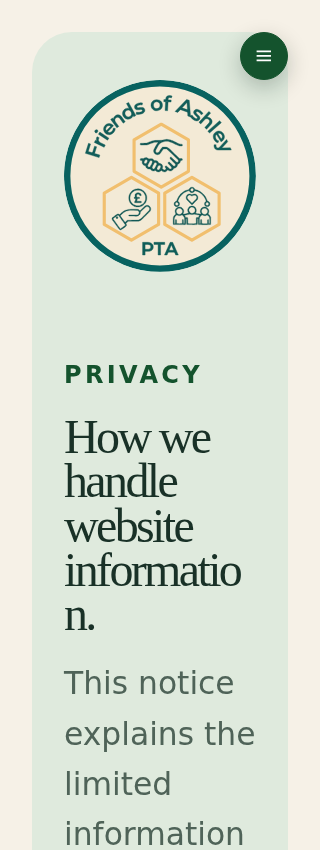 Friends of Ashley
£
PTA
PRIVACY
How we
handle
website
informatio
n.
This notice
explains the
limited
information